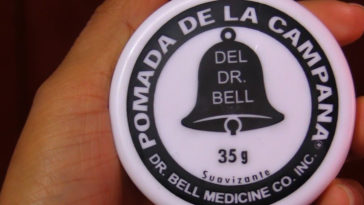 POMADA DE LA CAMPANA®
DEL
DR.
BELL
35 g
Suavizante
DR. BELL MEDICINE CO. INC.